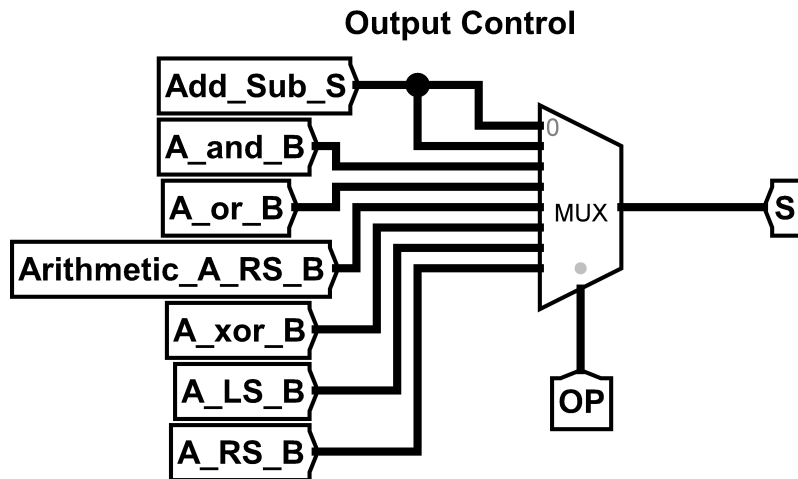 Output Control
Add_Sub_S
0
A_and_B
A_or_B
MUX
S
Arithmetic_A_RS_B
A_xor_B
A_LS_B
OP
A_RS_B